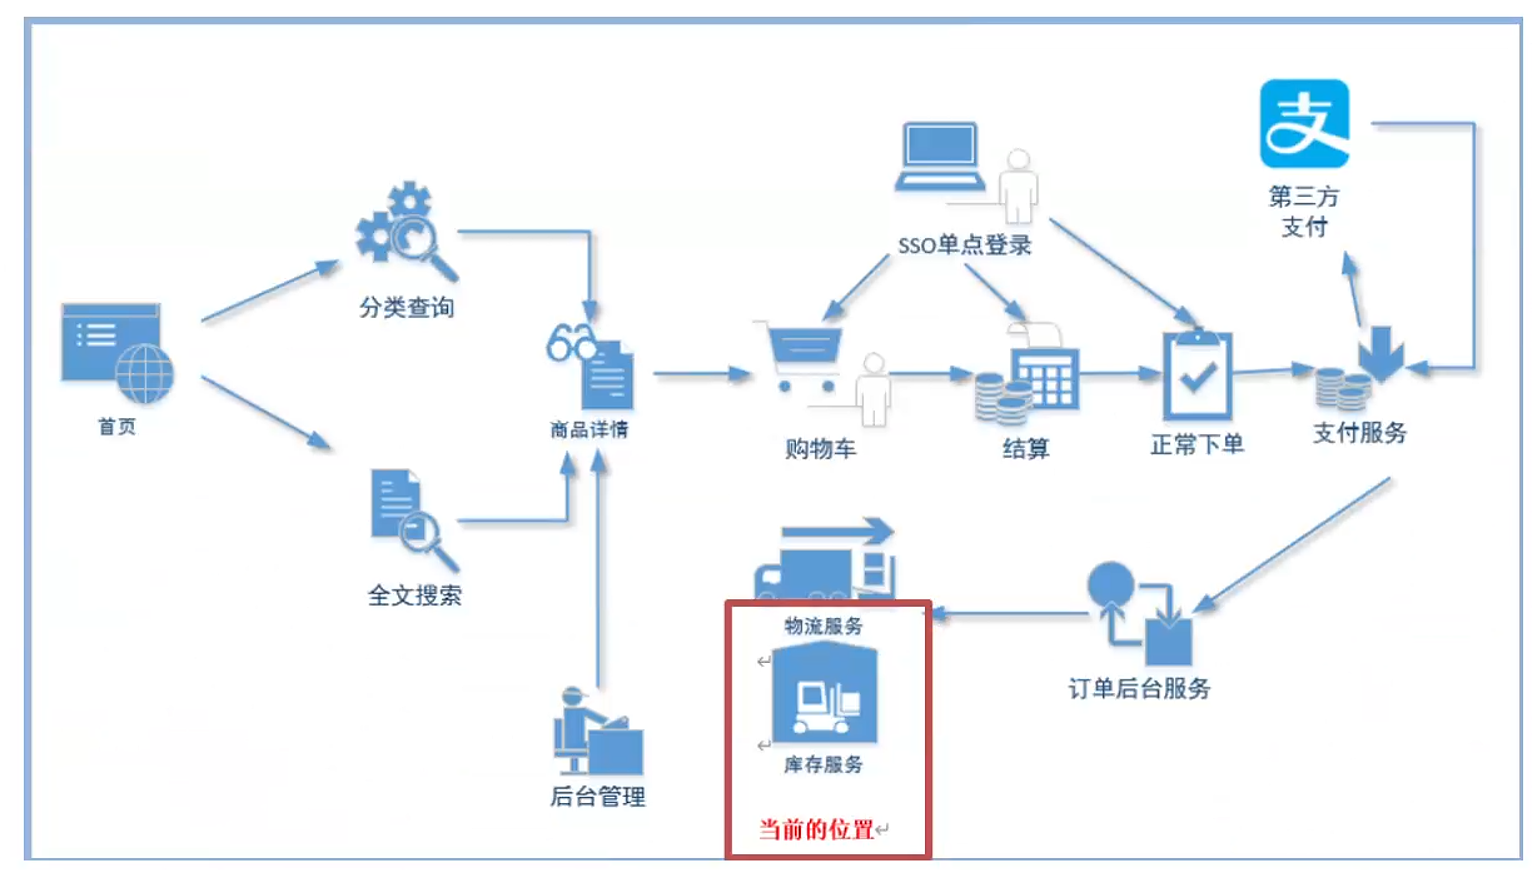 支
第三方
支付
SSO单点登录
分类查询
首页
商品详情
购物车
结算
正常下单
支付服务
全文搜索
物流服务
订单后台服务
库存服务
后台管理
当前的位置